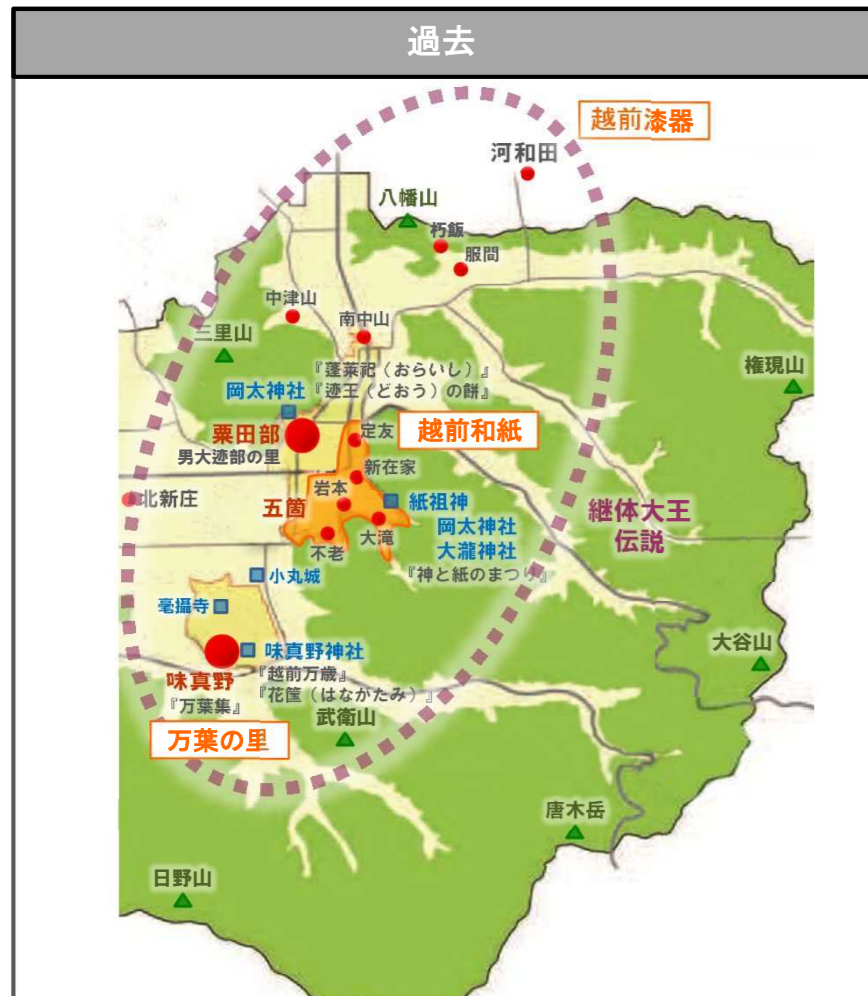 過去
越前漆器
河和田
八幡山
朽飯
服間
中津山
南中山
三里山
権現山
『蓬莱祀（おらいし）』
『迹王（どおう）の餅』
岡太神社
粟田部
男大迹部の里
定友
越前和紙
新在家
北新庄
岩本
五箇
紙祖神
岡太神社
大瀧神社
大滝
不老
『神と紙のまつり』
継体大王
伝説
小丸城
毫攝寺
味真野神社
『越前万歳』
『花筐（はながたみ）』
味真野
『万葉集』
万葉の里
武衛山
大谷山
唐木岳
日野山